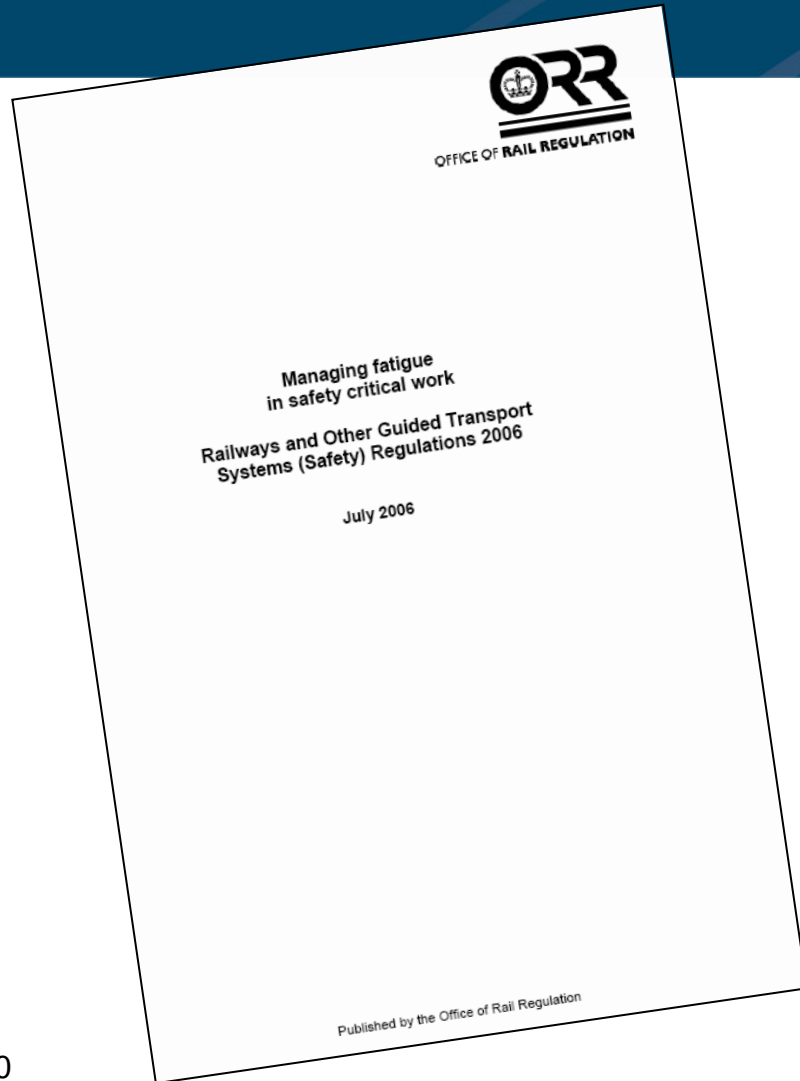 ORR
OFFICE OF RAIL REGULATION
Managing fatigue
in safety critical work
Railways and Other Guided Transport
Systems (Safety) Regulations 2006
July 2006
Published by the Office of Rail Regulation
0